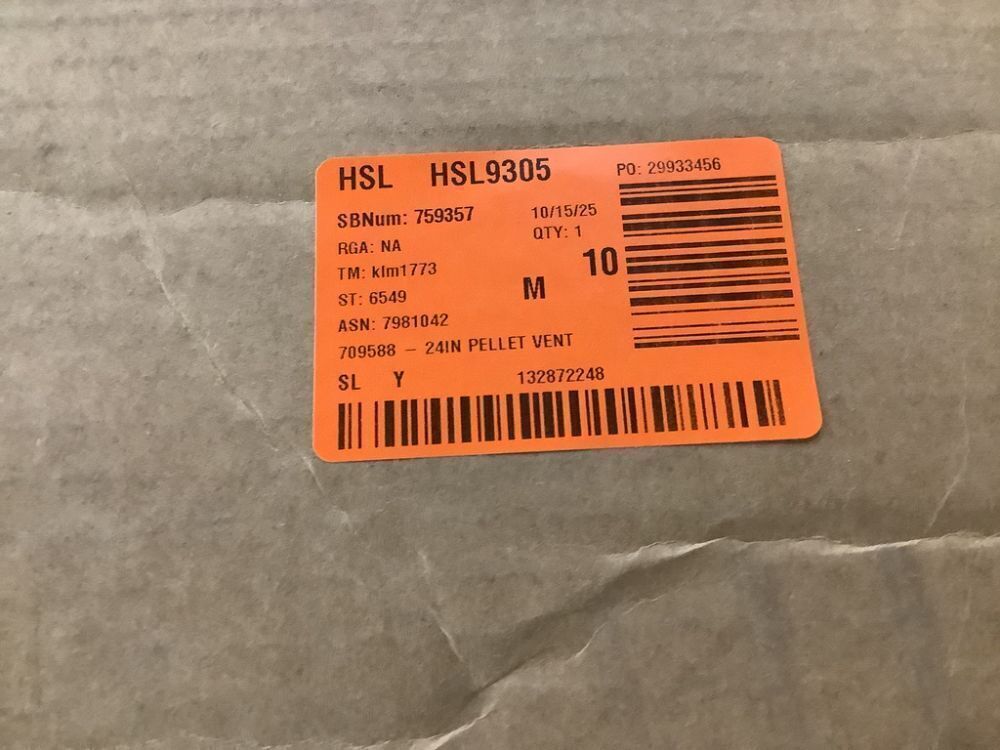 HSL HSL9305
PO: 29933456
SBNum: 759357 10/15/25
RGA: NA QTY: 1
TM: klm1773 10
ST: 6549 M
ASN: 7981042
709588 – 24IN PELLET VENT
SL Y 132872248